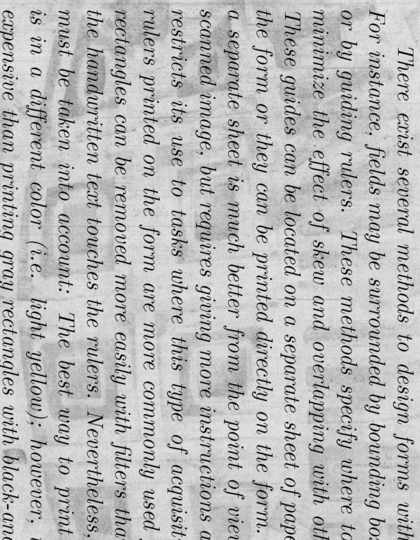 There exist several methods to design forms with
For instance, fields may be surrounded by bounding bo
or by guiding rulers. These methods specify where to
minimize the effect of skew and overlapping with oth
These guides can be located on a separate sheet of pape
the form or they can be printed directly on the form.
a separate sheet is much better from the point of view
scanned image, but requires giving more instructions a
restricts its use to tasks where this type of acquisit
rulers printed on the form are more commonly used
rectangles can be removed more easily with filters tha
the handwritten text touches the rulers. Nevertheless,
must be taken into account: The best way to print
is in a different color (i.e. light yellow); however, i
expensive than printing gray rectangles with black-and